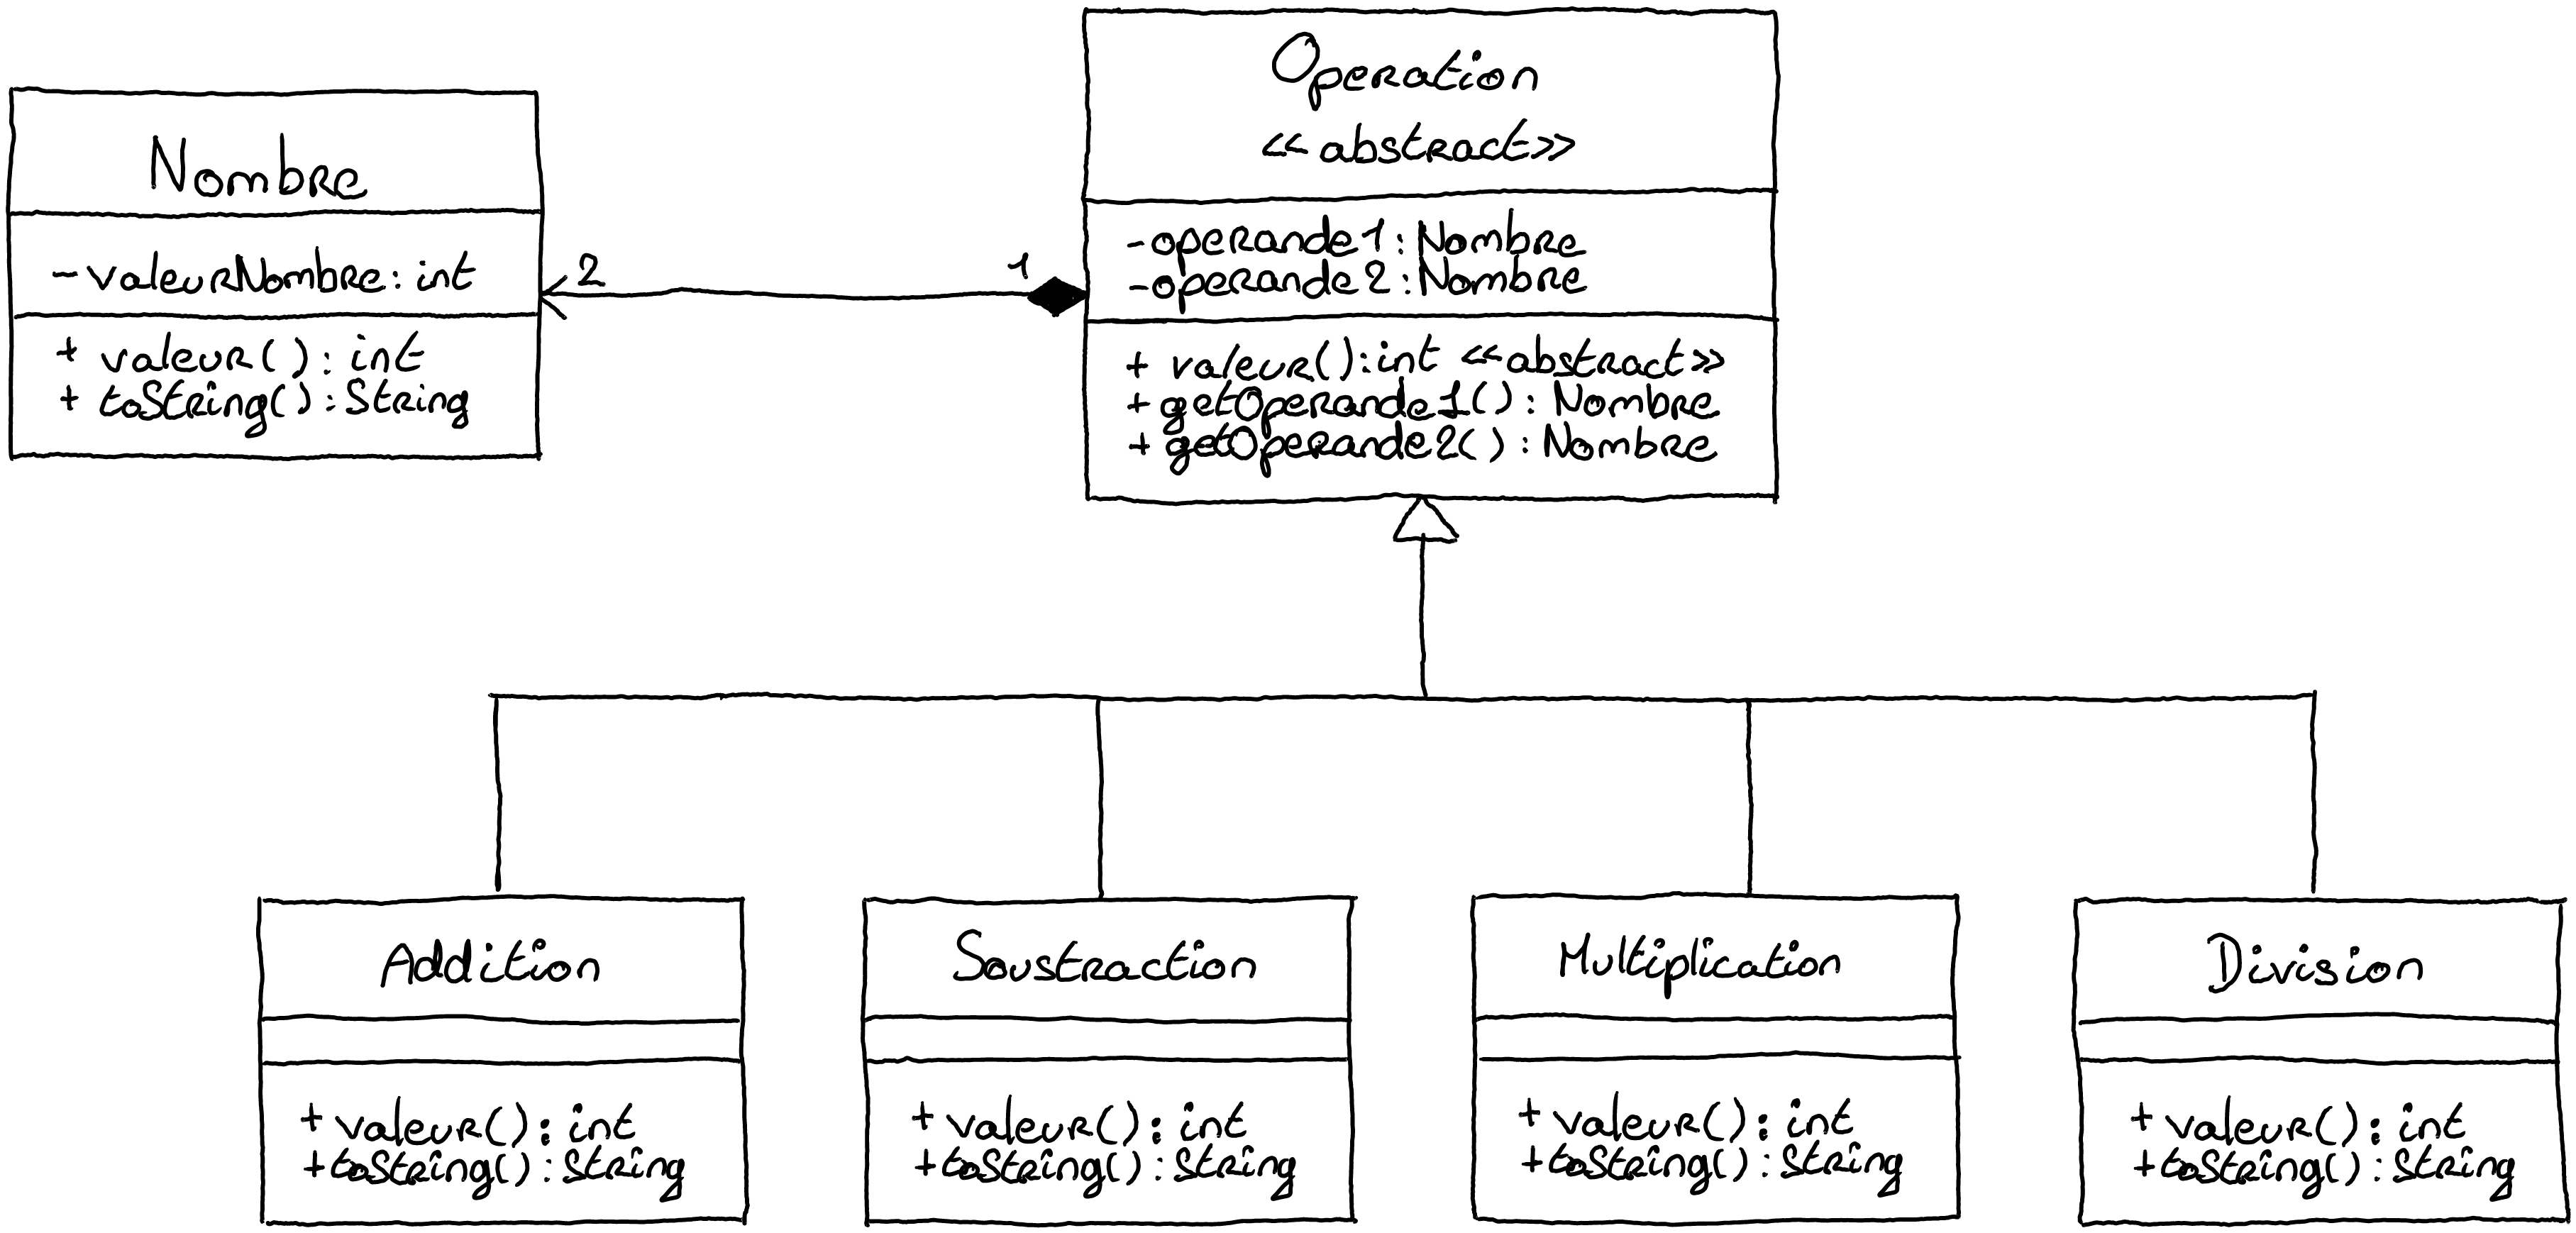 Operation
<<abstract>>
-operande1: Nombre
-operande2: Nombre
+ valeur(): int <<abstract>>
+ getOperande1(): Nombre
+ getOperande2(): Nombre
Nombre
- valeurNombre: int
+ valeur(): int
+ toString(): String
2
1
Addition
+ valeur(): int
+toString(): String
Soustraction
+ valeur(): int
+toString(): String
Multiplication
+ valeur(): int
+toString(): String
Division
+ valeur(): int
+toString(): String